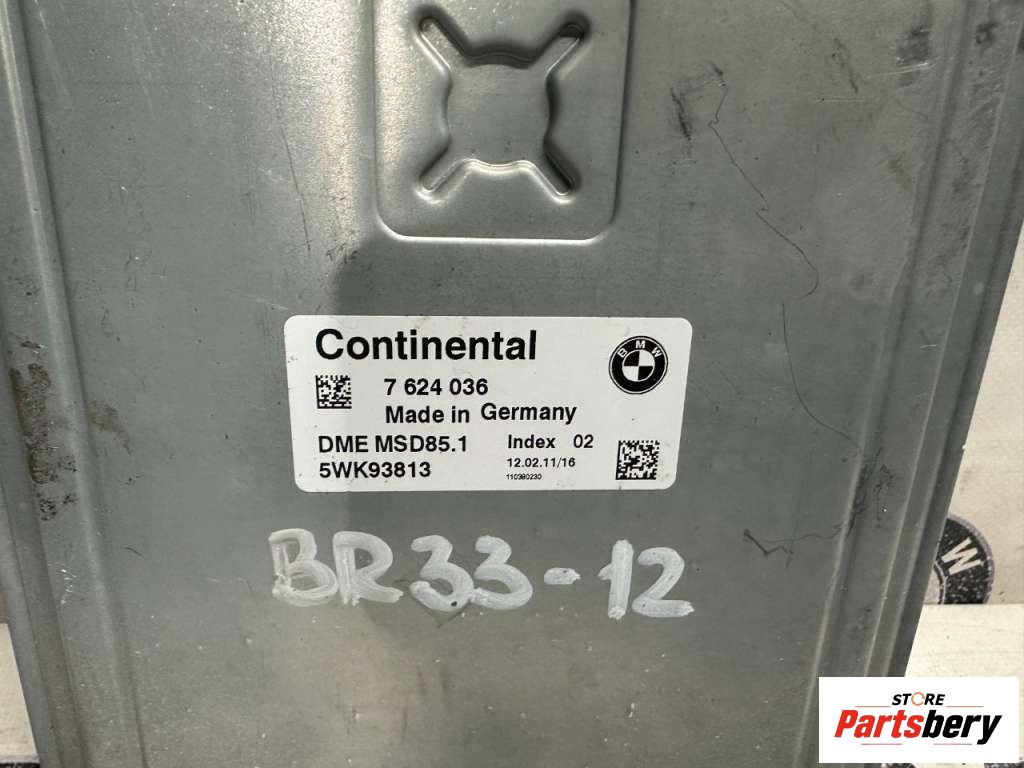 Continental
BMW
7 624 036
Made in Germany
DME MSD85.1 Index 02
5WK93813 12.02.11/16
110380230
BR33-12
W
STORE
Partsbery